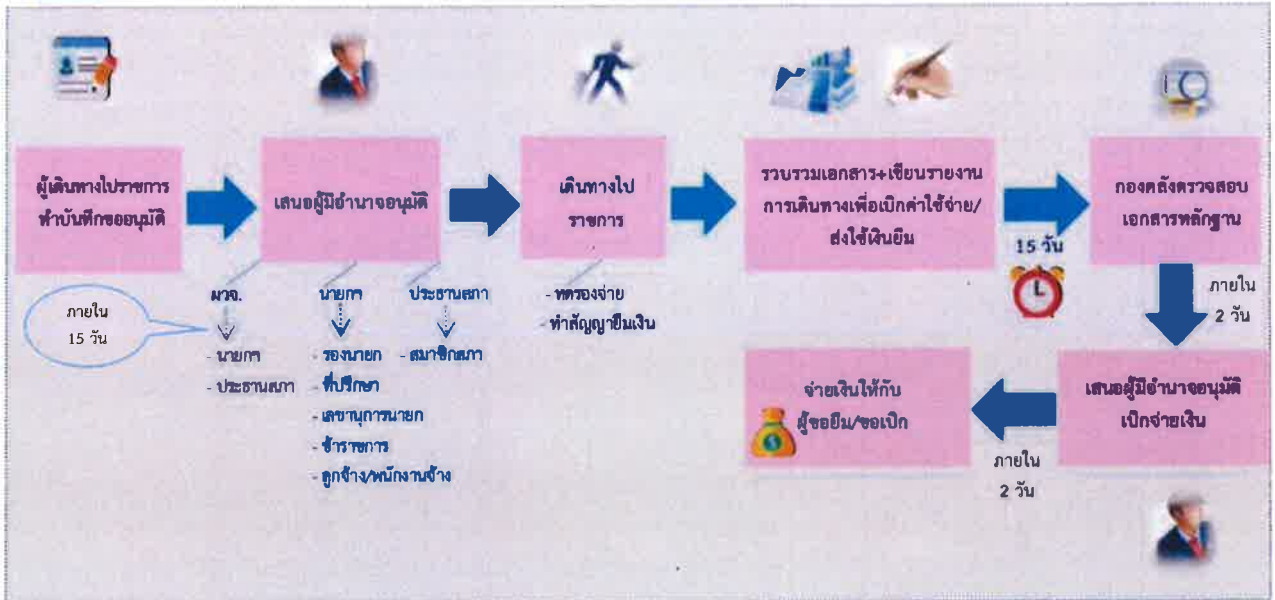 ผู้เดินทางไปราชการ
ทำบันทึกขออนุมัติ
เสนอผู้มีอำนาจอนุมัติ
เดินทางไป
ราชการ
รวบรวมเอกสาร+เขียนรายงาน
การเดินทางเพื่อเบิกค่าใช้จ่าย/
ส่งใช้เงินยืม
กองคลังตรวจสอบ
เอกสารหลักฐาน
15 วัน
ภายใน
15 วัน
ผวจ.
- นายกฯ
- ประธานสภา
นายกฯ
- รองนายก
- ที่ปรึกษา
- เลขานุการนายก
- ข้าราชการ
- ลูกจ้าง/พนักงานจ้าง
ประธานสภา
- สมาชิกสภา
- ทดรองจ่าย
- ทำสัญญายืมเงิน
ภายใน
2 วัน
เสนอผู้มีอำนาจอนุมัติ
เบิกจ่ายเงิน
ภายใน
2 วัน
จ่ายเงินให้กับ
ผู้ขอยืม/ขอเบิก